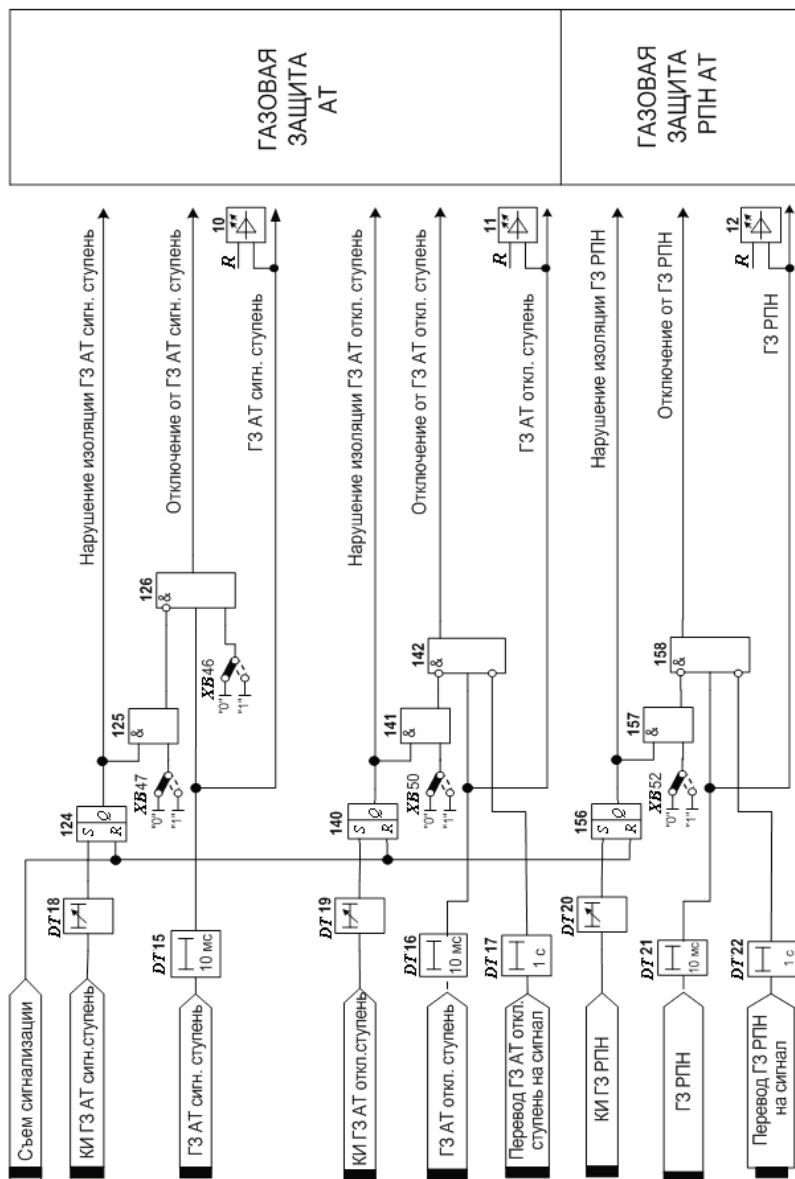 ГАЗОВАЯ
ЗАЩИТА
АТ
ГАЗОВАЯ
ЗАЩИТА
РПН АТ
Съем сигнализации
КИ ГЗ АТ сигн.ступень
DT18
S
R
Q
124
Нарушение изоляции ГЗ АТ сигн. ступень
XB47
"0"
"1"
&
125
ГЗ АТ сигн. ступень
DT15
10 мс
XB46
"0"
"1"
&
126
Отключение от ГЗ АТ сигн. ступень
ГЗ АТ сигн. ступень
R
10
КИ ГЗ АТ откл.ступень
DT19
S
R
Q
140
Нарушение изоляции ГЗ АТ откл. ступень
XB50
"0"
"1"
&
141
ГЗ АТ откл. ступень
DT16
10 мс
&
142
Отключение от ГЗ АТ откл. ступень
Перевод ГЗ АТ откл.
ступень на сигнал
DT17
1 с
ГЗ АТ откл. ступень
R
11
КИ ГЗ РПН
DT20
S
R
Q
156
Нарушение изоляции ГЗ РПН
XB52
"0"
"1"
&
157
ГЗ РПН
DT21
10 мс
&
158
Отключение от ГЗ РПН
Перевод ГЗ РПН
на сигнал
DT22
1 с
ГЗ РПН
R
12